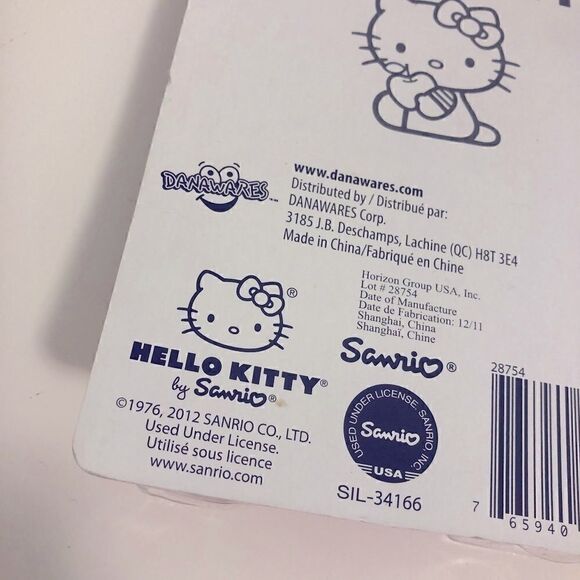 DANAWARES
www.danawares.com
Distributed by / Distribué par:
DANAWARES Corp.
3185 J.B. Deschamps, Lachine (QC) H8T 3E4
Made in China/Fabriqué en Chine
Horizon Group USA, Inc.
Lot # 28754
Date of Manufacture
Date de Fabrication: 12/11
Shanghai, China
Shanghaï, Chine
®
HELLO KITTY®
by Sanrio®
©1976, 2012 SANRIO CO., LTD.
Used Under License.
Utilisé sous licence
www.sanrio.com
Sanrio®
USED UNDER LICENSE. SANRIO, INC.
Sanrio
USA
SIL-34166
28754
7 65940